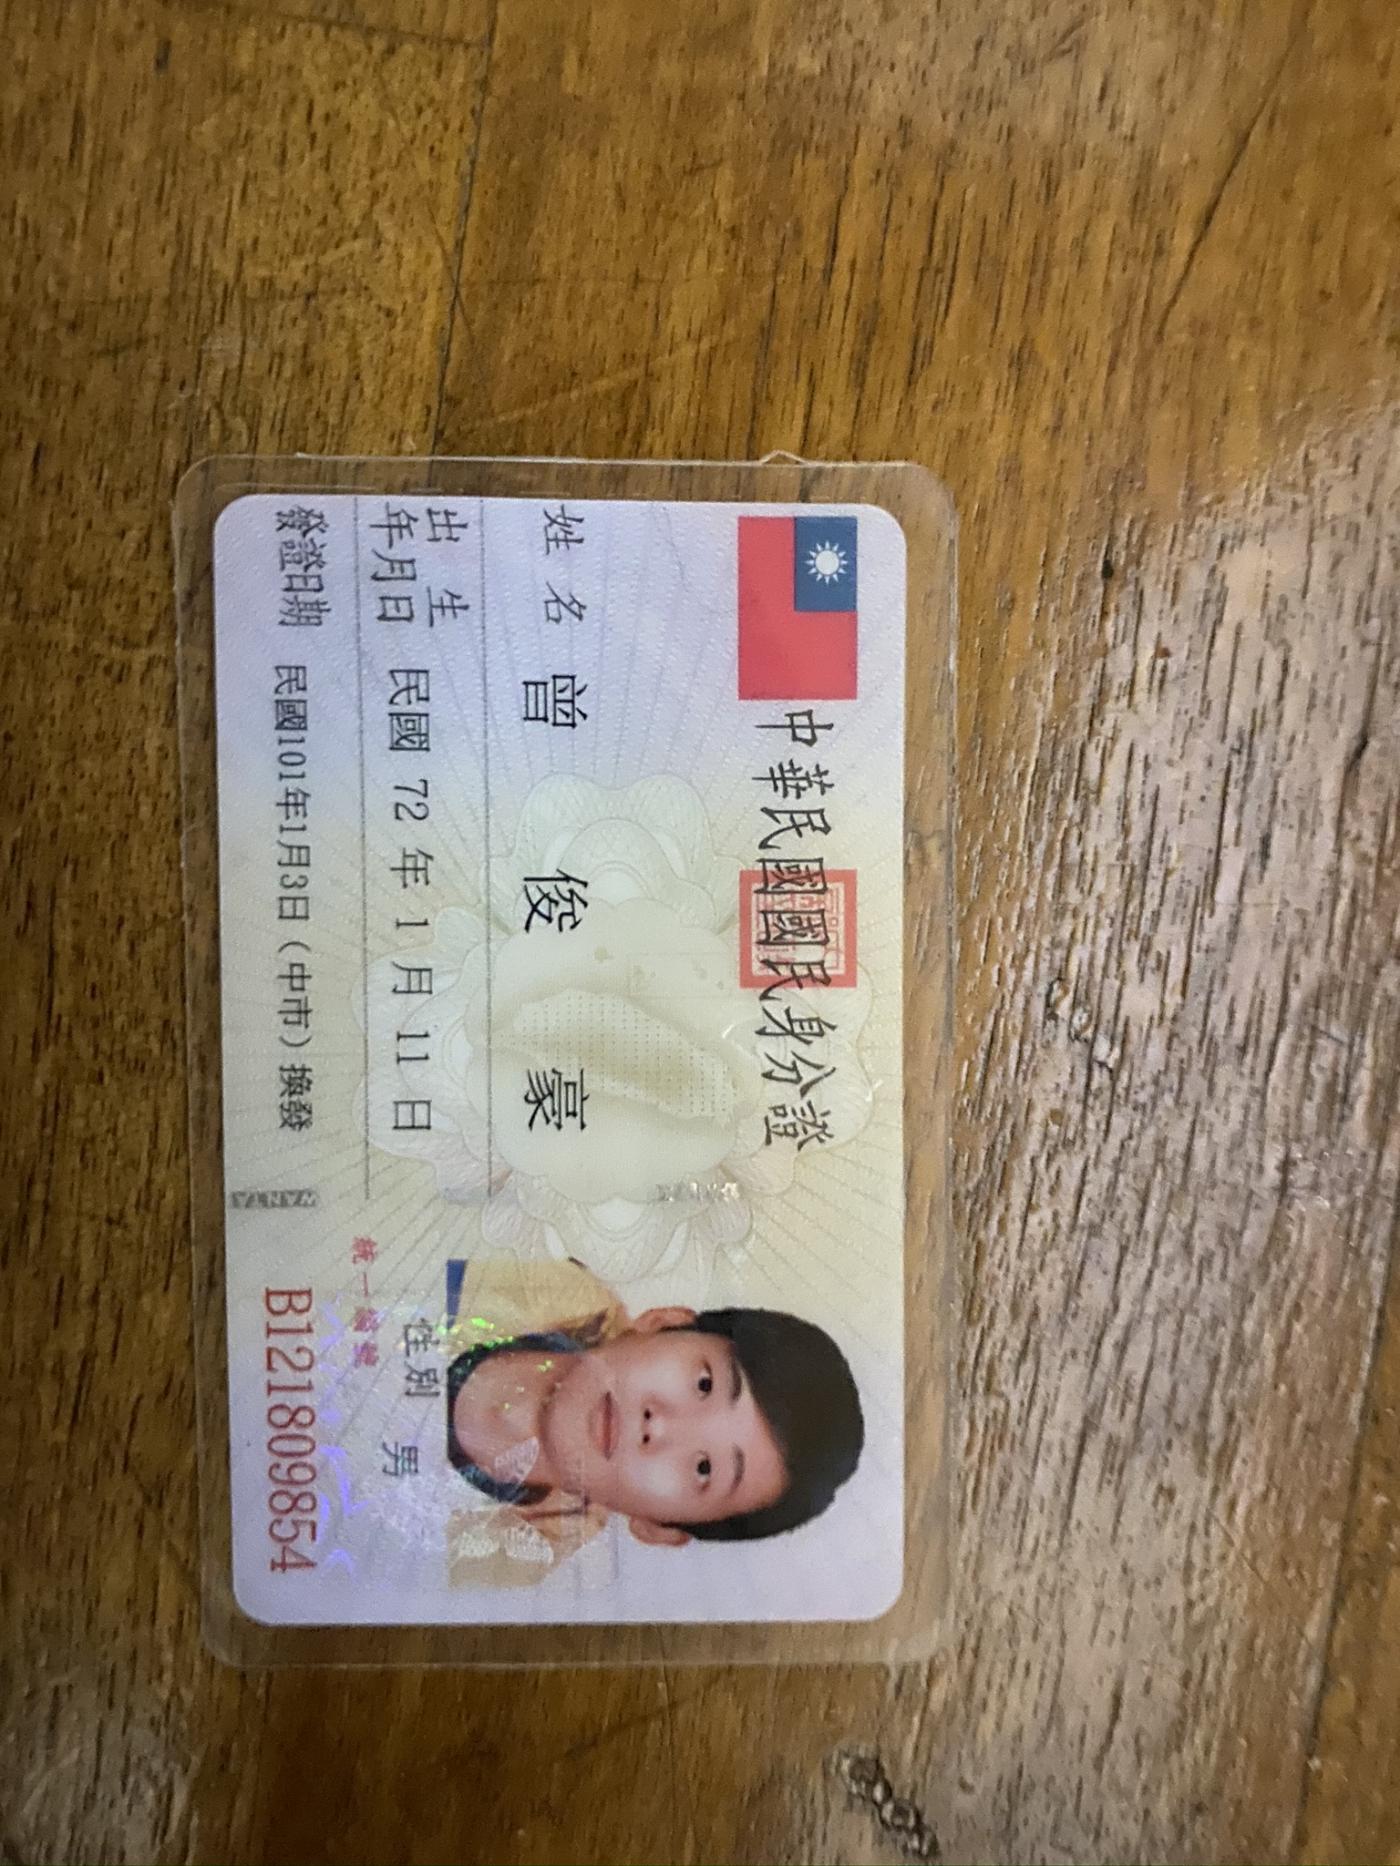 中華民國國民身分證
姓名 曾俊豪
出生年月日 民國 72 年 1 月 11 日
性別 男
發證日期 民國101年1月3日（中市）換發
統一編號
B121809854